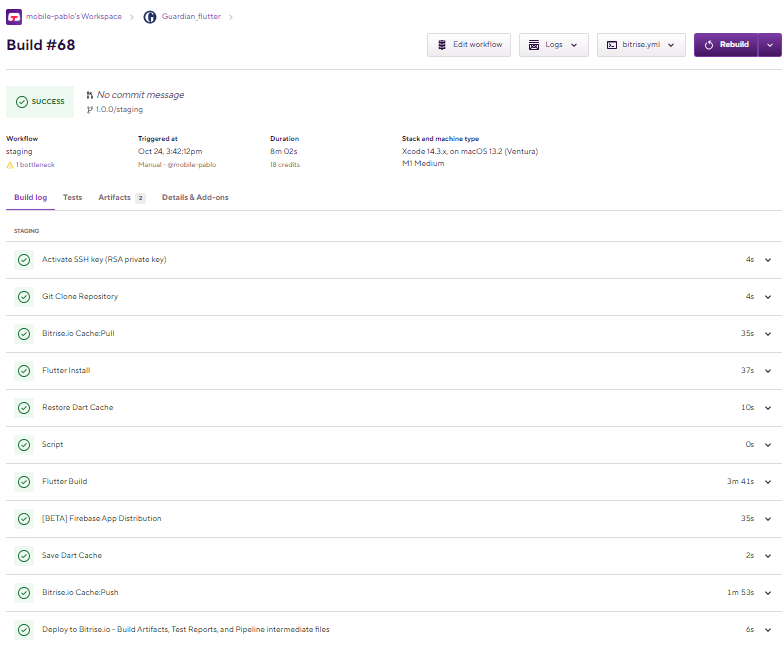 mobile-pablo's Workspace > Guardian_flutter >
Build #68
Edit workflow
Logs
bitrise.yml
Rebuild
SUCCESS
No commit message
1.0.0/staging
Workflow
staging
1 bottleneck
Triggered at
Oct 24, 3:42:12pm
Manual - @mobile-pablo
Duration
8m 02s
18 credits
Stack and machine type
Xcode 14.3.x, on macOS 13.2 (Ventura)
M1 Medium
Build log Tests Artifacts 2 Details & Add-ons
STAGING
Activate SSH key (RSA private key) 4s
Git Clone Repository 4s
Bitrise.io Cache:Pull 35s
Flutter Install 37s
Restore Dart Cache 10s
Script 0s
Flutter Build 3m 41s
[BETA] Firebase App Distribution 35s
Save Dart Cache 2s
Bitrise.io Cache:Push 1m 53s
Deploy to Bitrise.io - Build Artifacts, Test Reports, and Pipeline intermediate files 6s